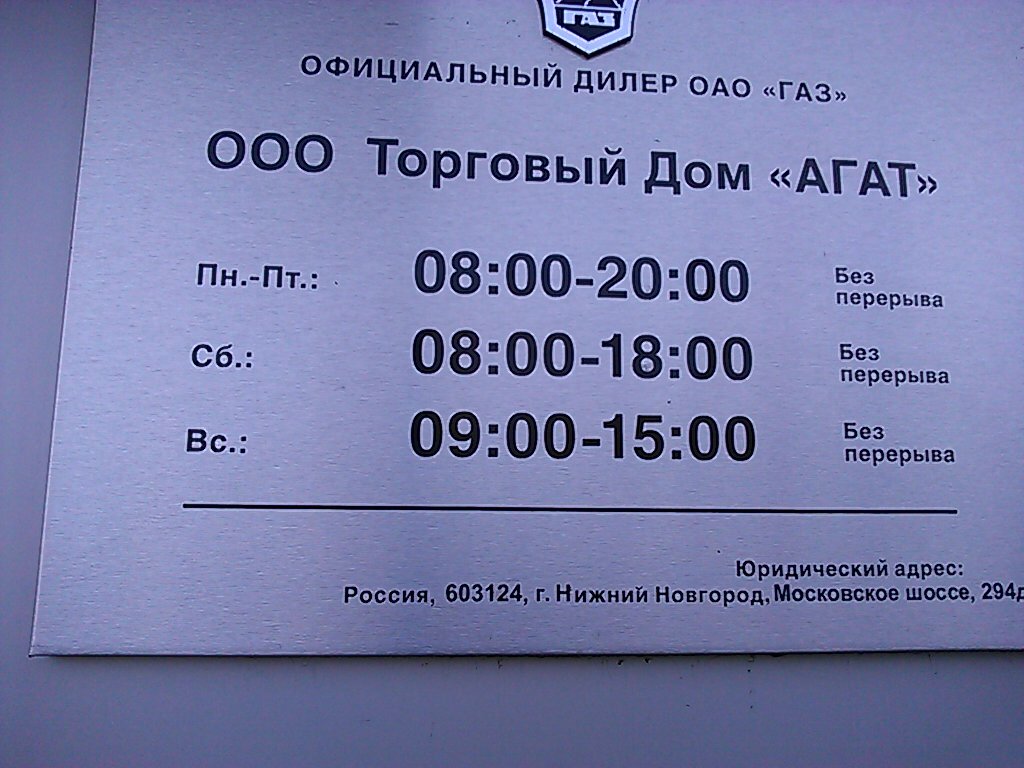 ГАЗ
ОФИЦИАЛЬНЫЙ ДИЛЕР ОАО «ГАЗ»
ООО Торговый Дом «АГАТ»
Пн.-Пт.: 08:00-20:00 Без перерыва
Сб.: 08:00-18:00 Без перерыва
Вс.: 09:00-15:00 Без перерыва
Юридический адрес:
Россия, 603124, г. Нижний Новгород, Московское шоссе, 294д